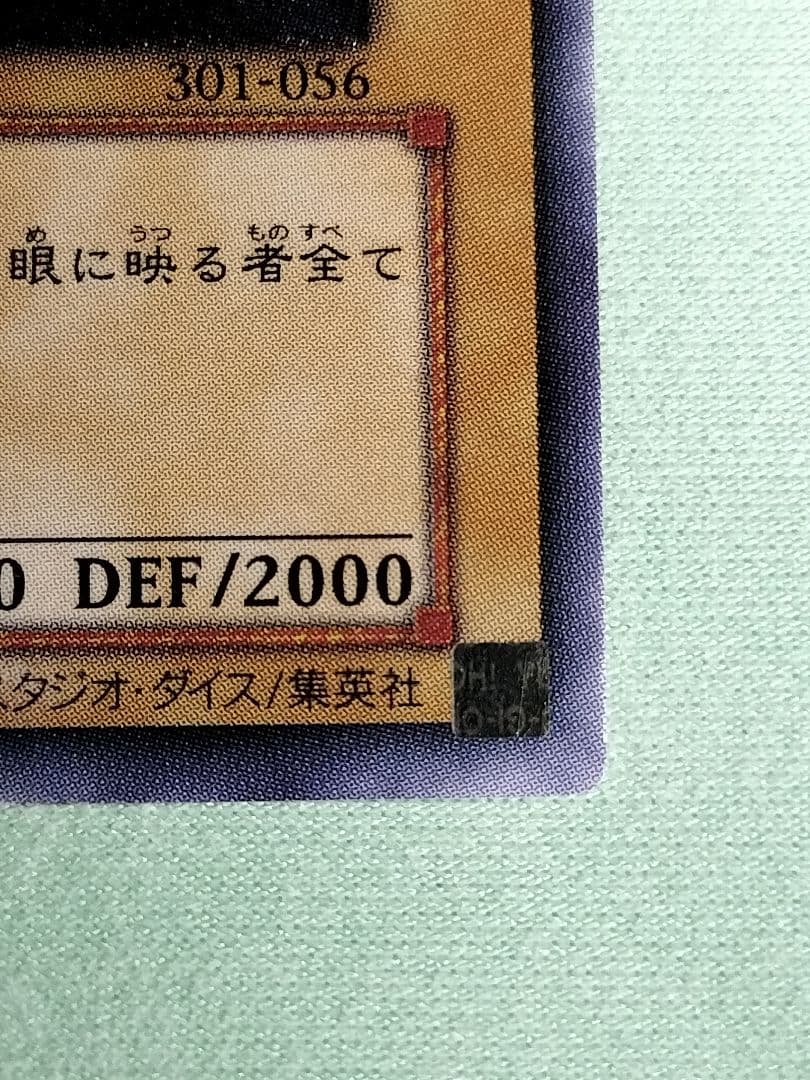 301-056
め うつ もの すべ
眼に映る者全て
0 DEF/2000
スタジオ・ダイス/集英社
OH!